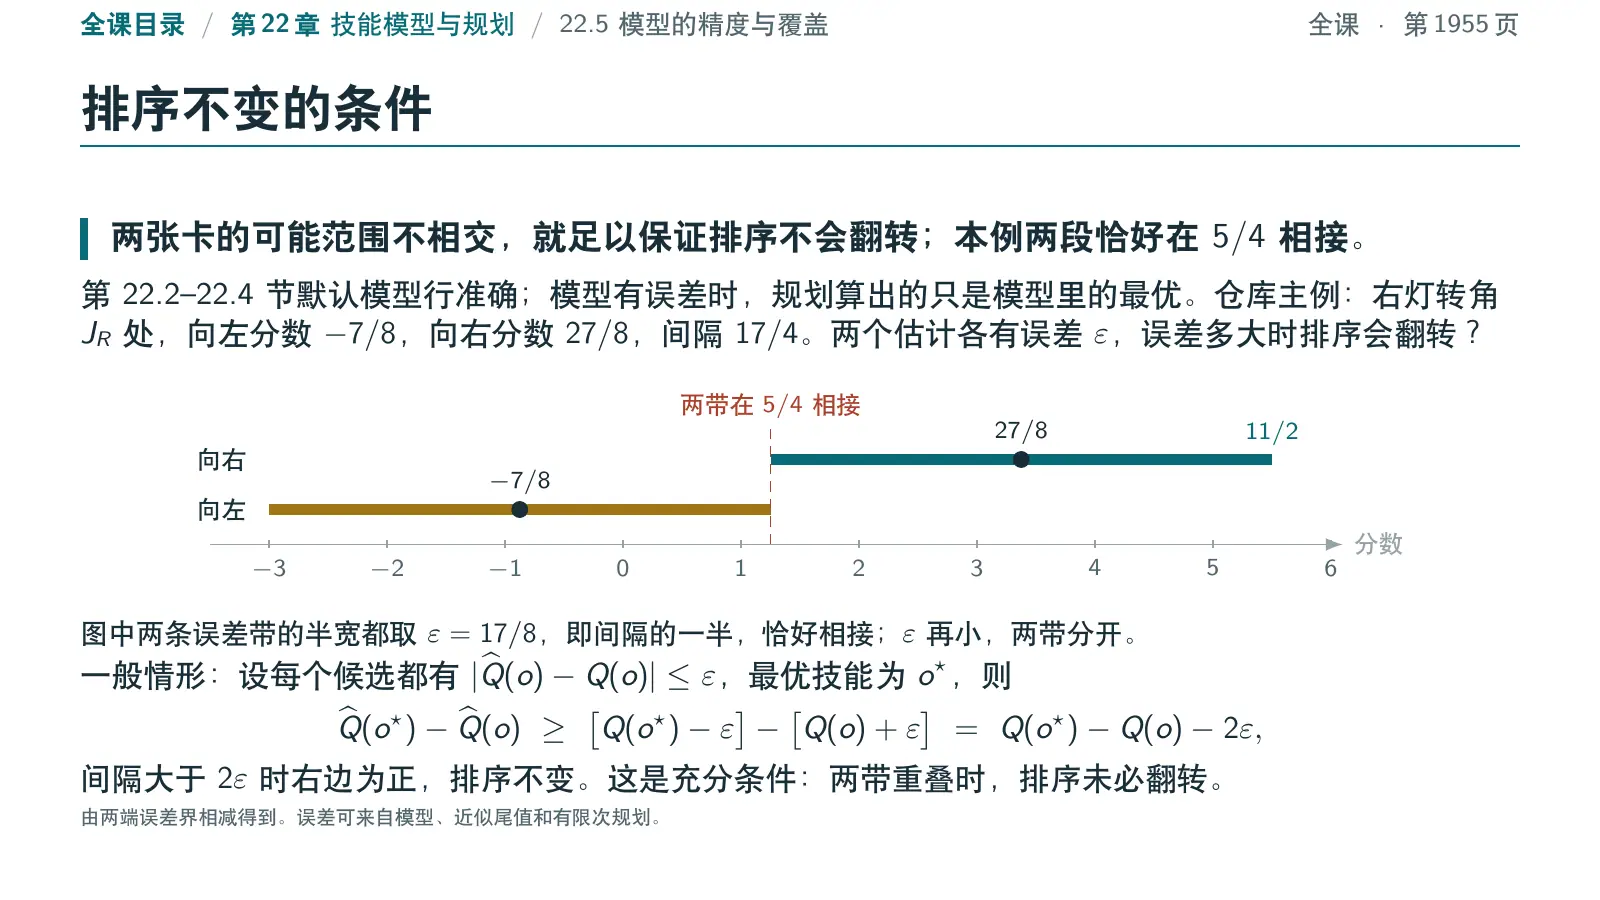 全课目录 / 第 22 章 技能模型与规划 / 22.5 模型的精度与覆盖
全课 · 第 1955 页
排序不变的条件
两张卡的可能范围不相交，就足以保证排序不会翻转；本例两段恰好在 5/4 相接。
第 22.2–22.4 节默认模型行准确；模型有误差时，规划算出的只是模型里的最优。仓库主例：右灯转角
J_R 处，向左分数 −7/8，向右分数 27/8，间隔 17/4。两个估计各有误差 ε，误差多大时排序会翻转？
两带在 5/4 相接
27/8
11/2
向右
−7/8
向左
分数
−3 −2 −1 0 1 2 3 4 5 6
图中两条误差带的半宽都取 ε = 17/8，即间隔的一半，恰好相接；ε 再小，两带分开。
一般情形：设每个候选都有 |Q̂(o) − Q(o)| ≤ ε，最优技能为 o⋆，则
Q̂(o⋆) − Q̂(o) ≥ [Q(o⋆) − ε] − [Q(o) + ε] = Q(o⋆) − Q(o) − 2ε,
间隔大于 2ε 时右边为正，排序不变。这是充分条件：两带重叠时，排序未必翻转。
由两端误差界相减得到。误差可来自模型、近似尾值和有限次规划。